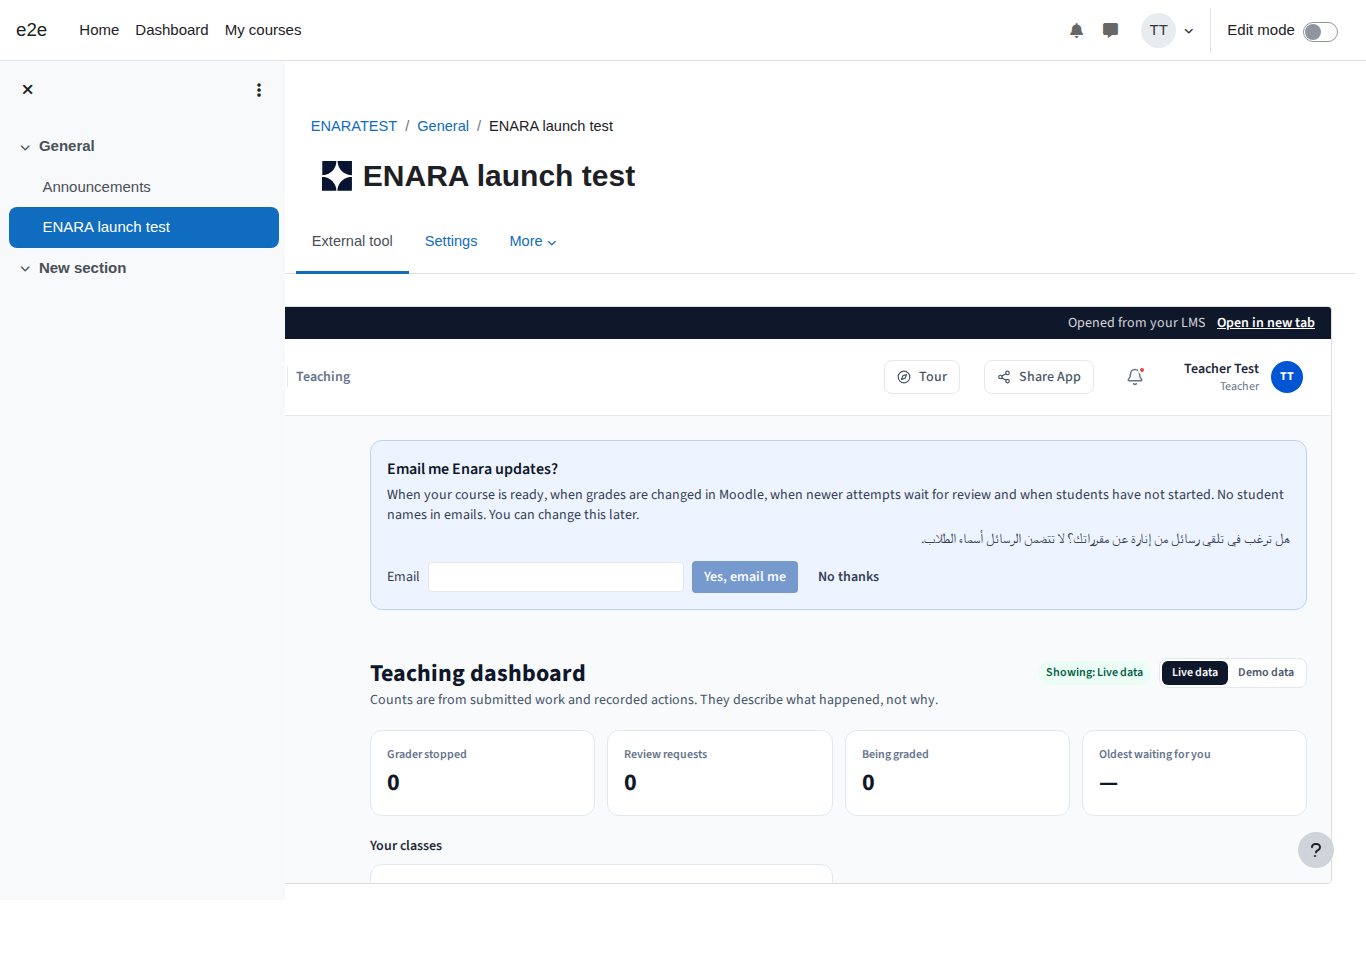 e2e
Home Dashboard My courses
TT
Edit mode
General
Announcements
ENARA launch test
New section
ENARATEST / General / ENARA launch test
ENARA launch test
External tool Settings More
Opened from your LMS Open in new tab
Teaching
Tour
Share App
Teacher Test
Teacher
TT
Email me Enara updates?
When your course is ready, when grades are changed in Moodle, when newer attempts wait for review and when students have not started. No student
names in emails. You can change this later.
هل ترغب في تلقي رسائل من إنارة عن مقرراتك؟ لا تتضمن الرسائل أسماء الطلاب.
Email
Yes, email me
No thanks
Teaching dashboard
Showing: Live data Live data Demo data
Counts are from submitted work and recorded actions. They describe what happened, not why.
Grader stopped
0
Review requests
0
Being graded
0
Oldest waiting for you
—
Your classes
?